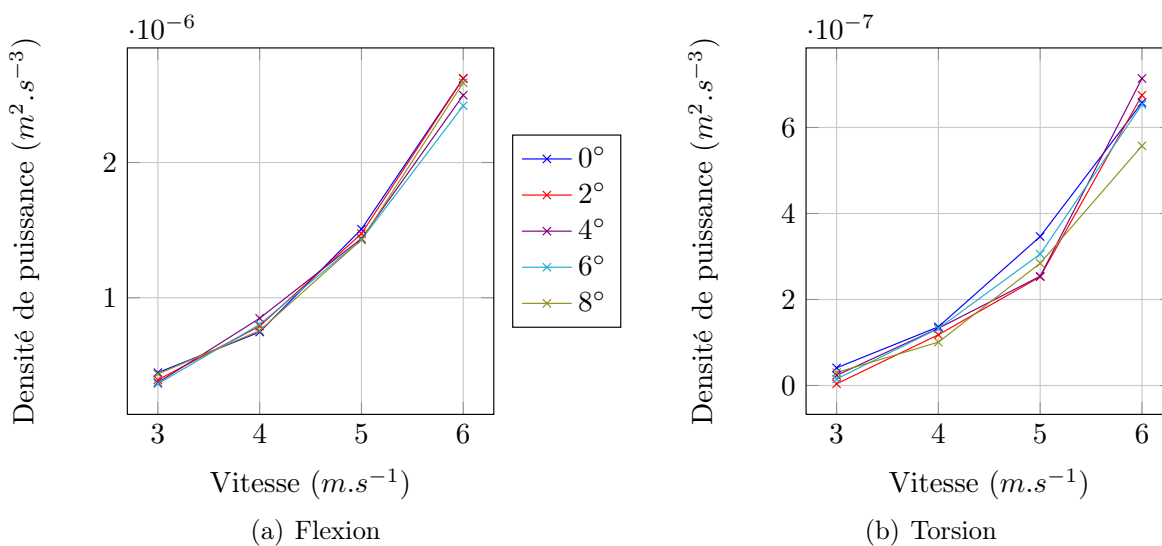 ·10⁻⁶
Densité de puissance (m².s⁻³)
2
1
3 4 5 6
Vitesse (m.s⁻¹)
(a) Flexion
0°
2°
4°
6°
8°
·10⁻⁷
Densité de puissance (m².s⁻³)
6
4
2
0
3 4 5 6
Vitesse (m.s⁻¹)
(b) Torsion